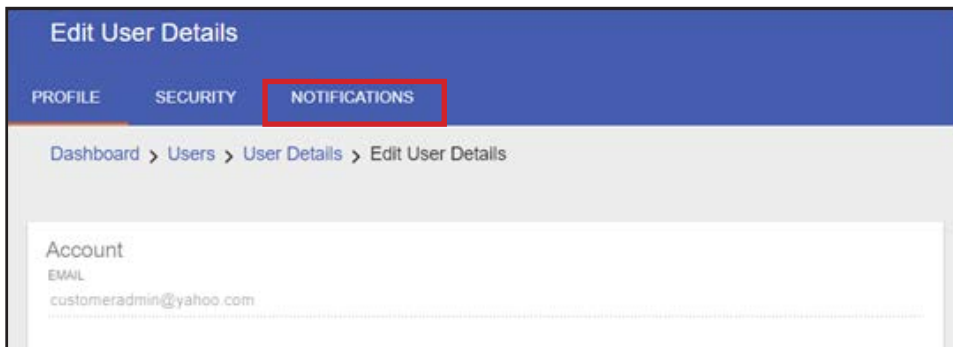 Edit User Details
PROFILE SECURITY NOTIFICATIONS
Dashboard > Users > User Details > Edit User Details
Account
EMAIL
customeradmin@yahoo.com